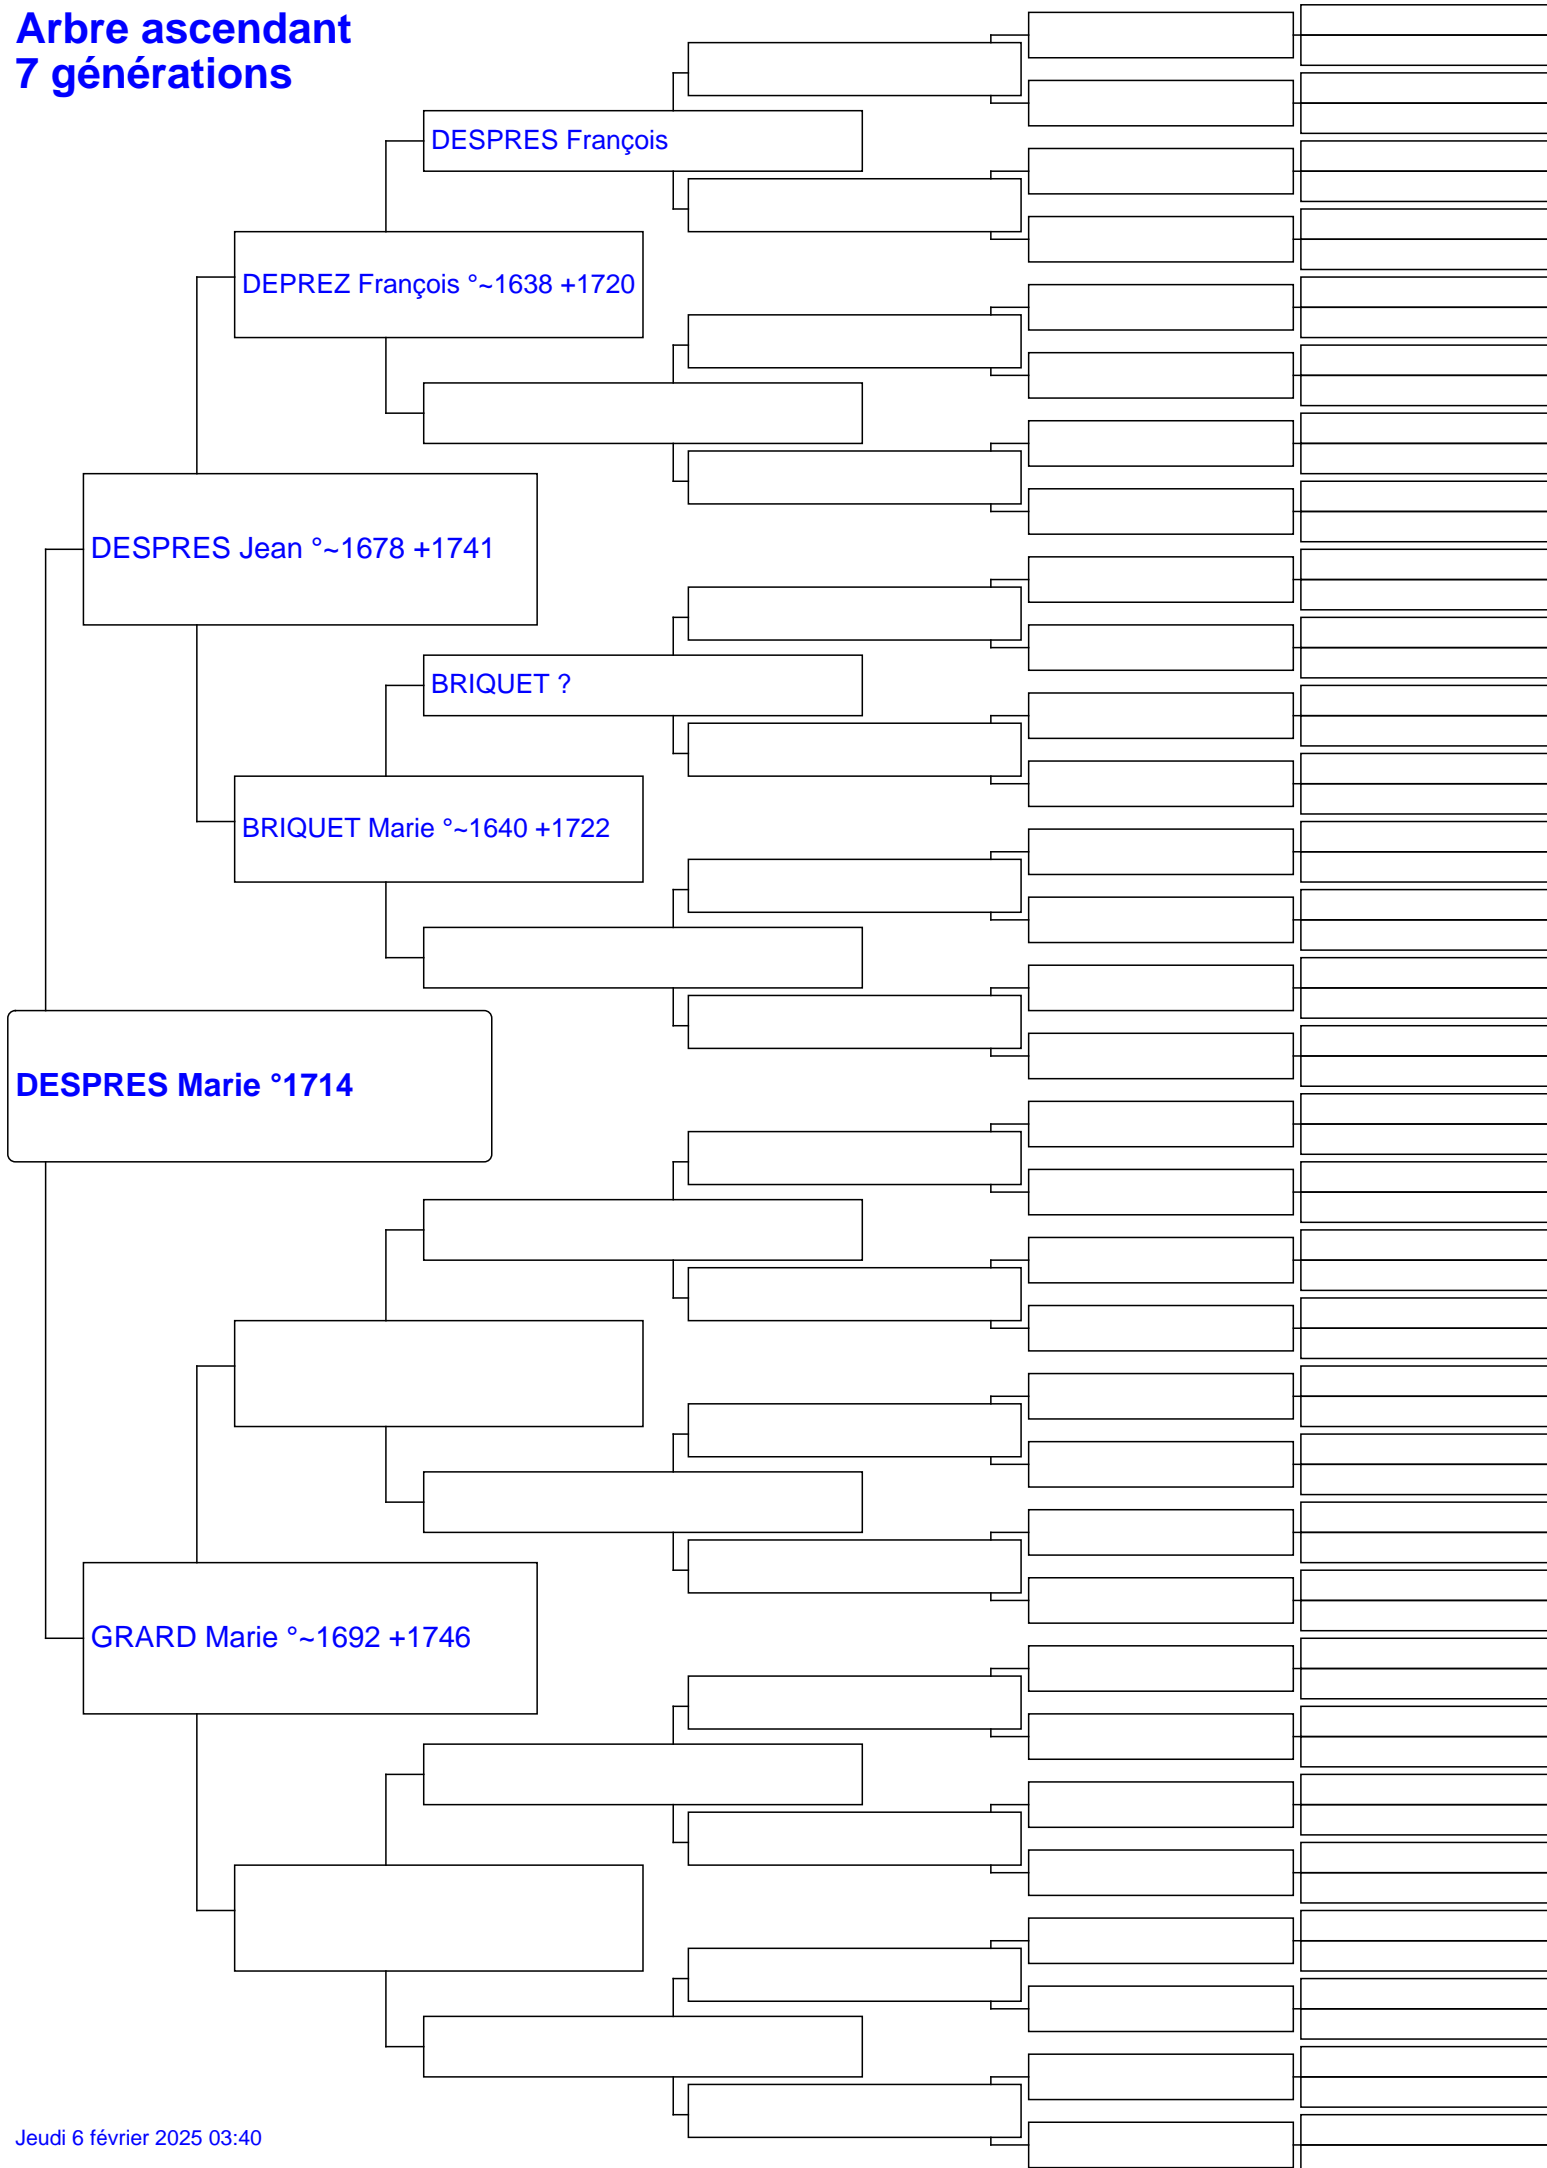 Arbre ascendant
7 générations
DESPRES François
DEPREZ François °~1638 +1720
DESPRES Jean °~1678 +1741
BRIQUET ?
BRIQUET Marie °~1640 +1722
DESPRES Marie °1714
GRARD Marie °~1692 +1746
Jeudi 6 février 2025 03:40